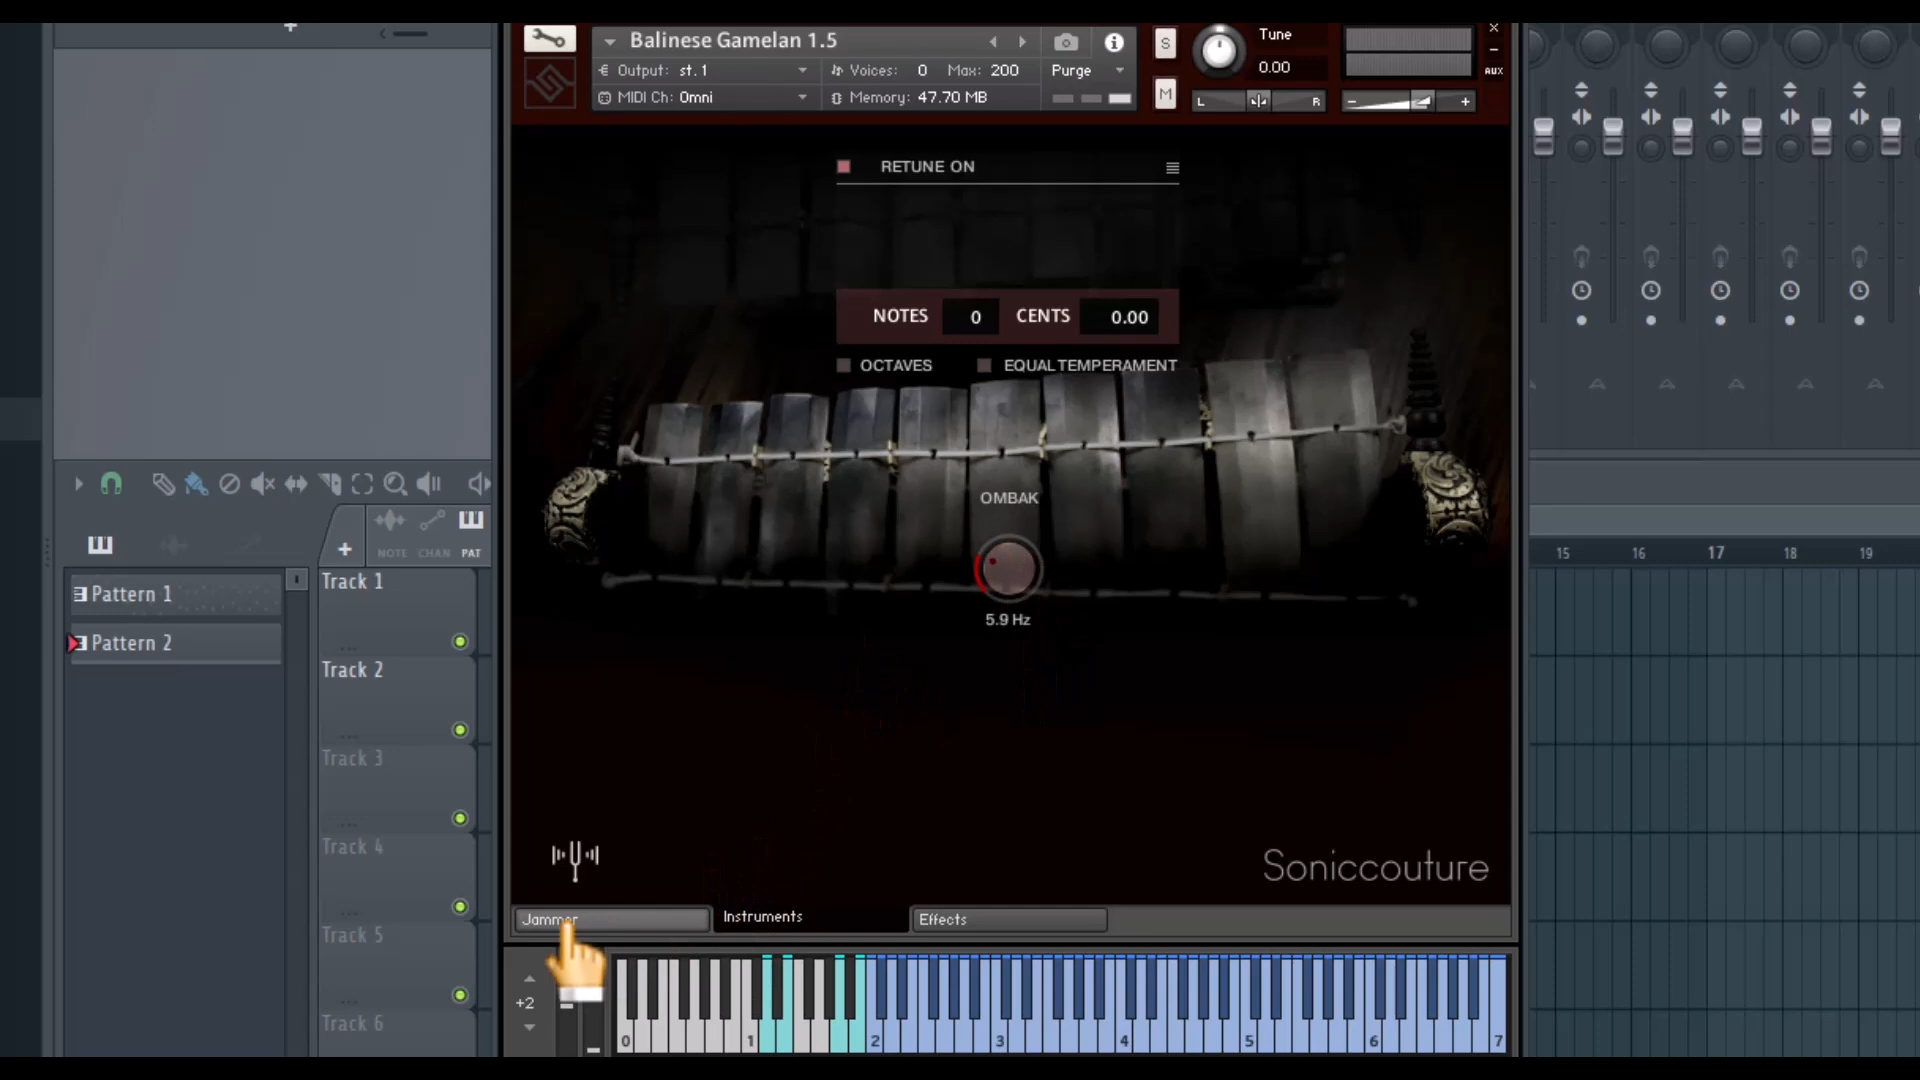 Balinese Gamelan 1.5
Output: st. 1
Voices: 0 Max: 200
Purge
MIDI Ch: Omni
Memory: 47.70 MB
S
M
Tune
0.00
L R
- +
AUX
RETUNE ON
NOTES 0 CENTS 0.00
OCTAVES EQUAL TEMPERAMENT
OMBAK
5.9 Hz
Soniccouture
Jammer
Instruments
Effects
+2
0 1 2 3 4 5 6 7
NOTE CHAN PAT
Pattern 1
Pattern 2
Track 1
Track 2
Track 3
Track 4
Track 5
Track 6
15 16 17 18 19